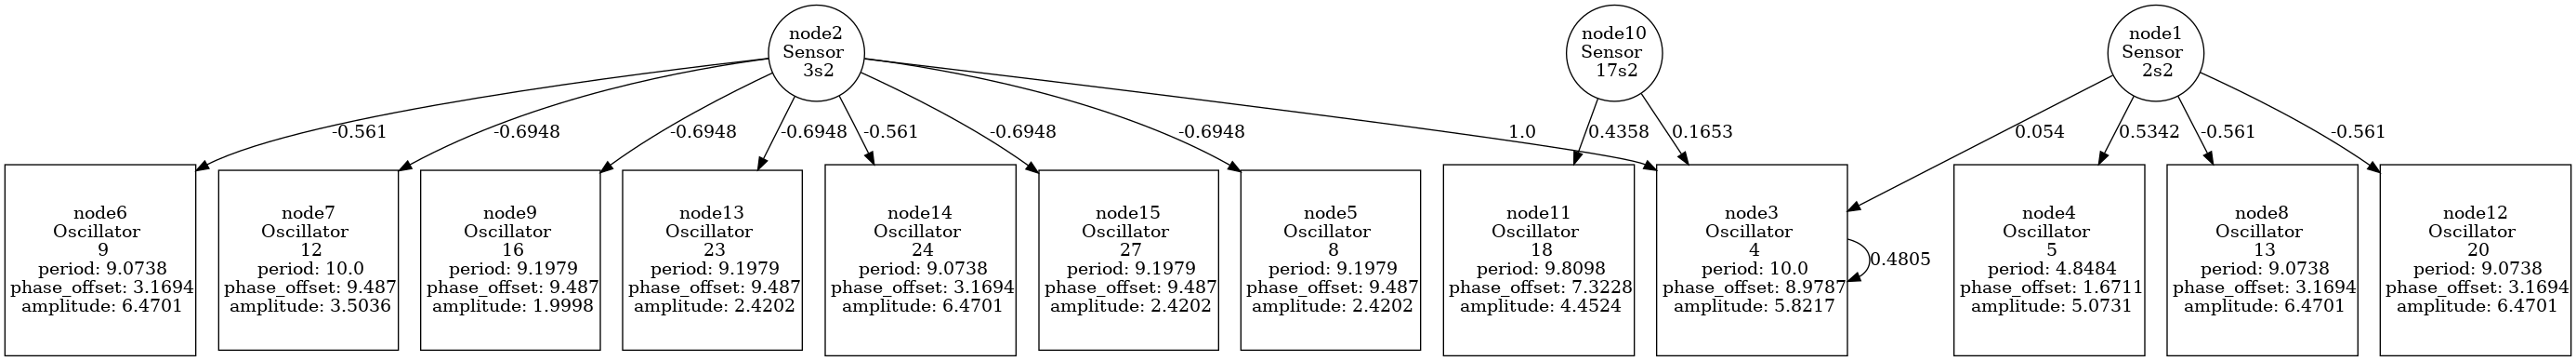 node2
Sensor
3s2
node10
Sensor
17s2
node1
Sensor
2s2
-0.561
-0.6948
-0.6948
-0.6948
-0.561
-0.6948
-0.6948
1.0
0.4358
0.1653
0.054
0.5342
-0.561
-0.561
node6
Oscillator
9
period: 9.0738
phase_offset: 3.1694
amplitude: 6.4701
node7
Oscillator
12
period: 10.0
phase_offset: 9.487
amplitude: 3.5036
node9
Oscillator
16
period: 9.1979
phase_offset: 9.487
amplitude: 1.9998
node13
Oscillator
23
period: 9.1979
phase_offset: 9.487
amplitude: 2.4202
node14
Oscillator
24
period: 9.0738
phase_offset: 3.1694
amplitude: 6.4701
node15
Oscillator
27
period: 9.1979
phase_offset: 9.487
amplitude: 2.4202
node5
Oscillator
8
period: 9.1979
phase_offset: 9.487
amplitude: 2.4202
node11
Oscillator
18
period: 9.8098
phase_offset: 7.3228
amplitude: 4.4524
node3
Oscillator
4
period: 10.0
phase_offset: 8.9787
amplitude: 5.8217
0.4805
node4
Oscillator
5
period: 4.8484
phase_offset: 1.6711
amplitude: 5.0731
node8
Oscillator
13
period: 9.0738
phase_offset: 3.1694
amplitude: 6.4701
node12
Oscillator
20
period: 9.0738
phase_offset: 3.1694
amplitude: 6.4701